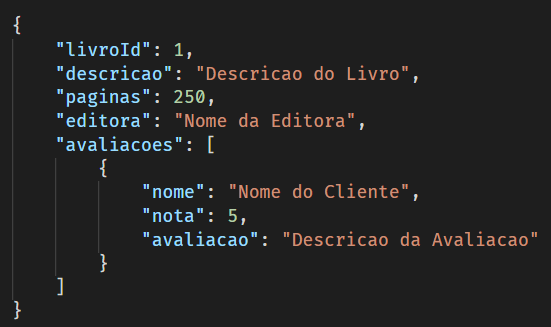 {
    "livroId": 1,
    "descricao": "Descricao do Livro",
    "paginas": 250,
    "editora": "Nome da Editora",
    "avaliacoes": [
        {
            "nome": "Nome do Cliente",
            "nota": 5,
            "avaliacao": "Descricao da Avaliacao"
        }
    ]
}